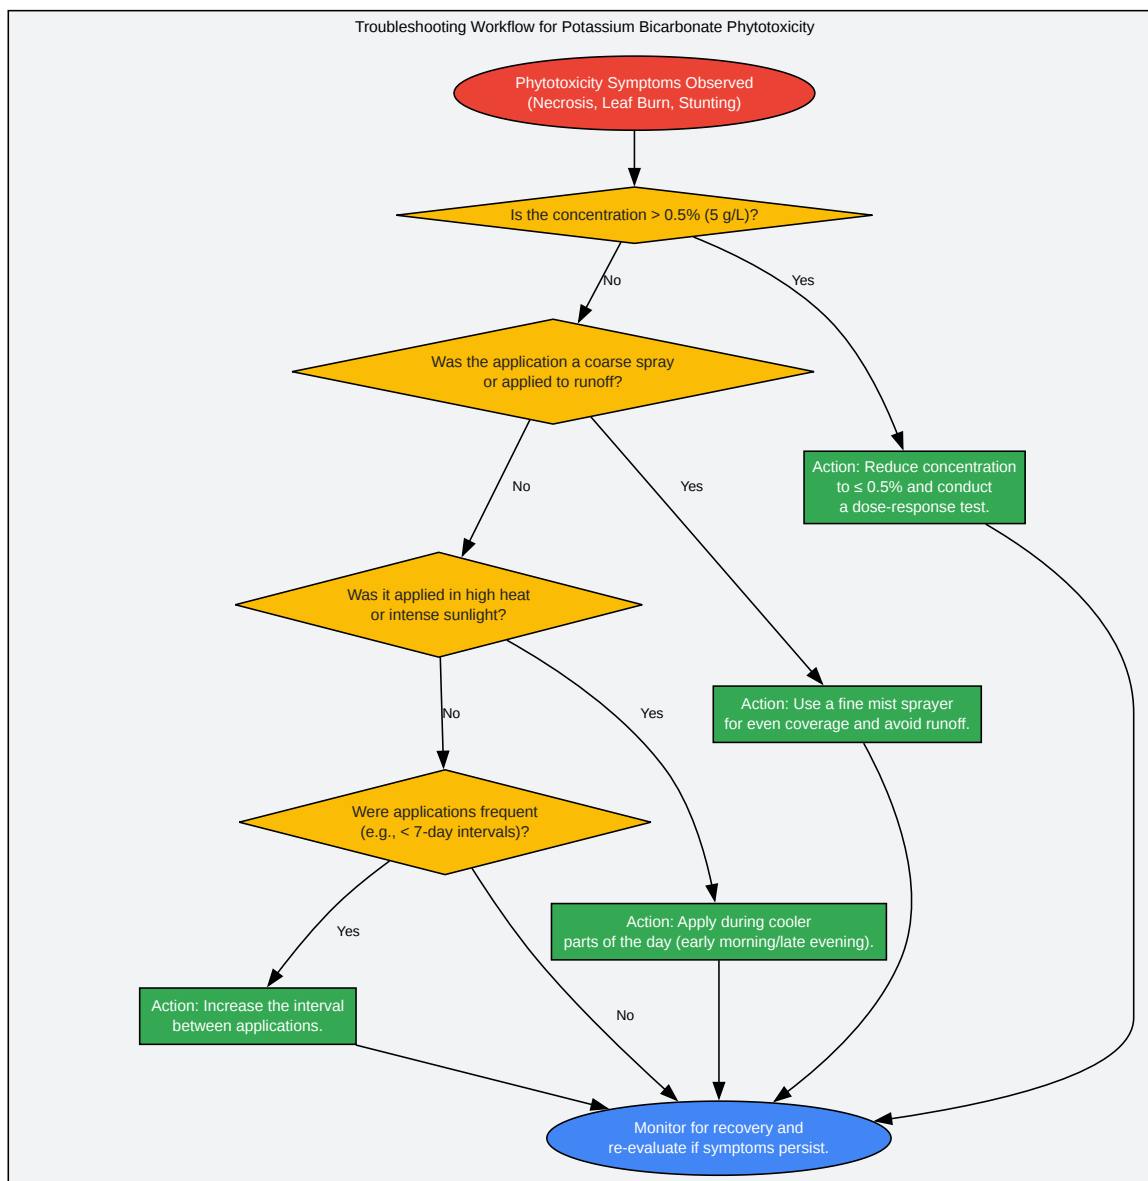 Troubleshooting Workflow for Potassium Bicarbonate Phytotoxicity
Phytotoxicity Symptoms Observed
(Necrosis, Leaf Burn, Stunting)
Is the concentration > 0.5% (5 g/L)?
No
Yes
Was the application a coarse spray
or applied to runoff?
Action: Reduce concentration
to ≤ 0.5% and conduct
a dose-response test.
No
Yes
Was it applied in high heat
or intense sunlight?
Action: Use a fine mist sprayer
for even coverage and avoid runoff.
No
Yes
Were applications frequent
(e.g., < 7-day intervals)?
Action: Apply during cooler
parts of the day (early morning/late evening).
Yes
No
Action: Increase the interval
between applications.
Monitor for recovery and
re-evaluate if symptoms persist.